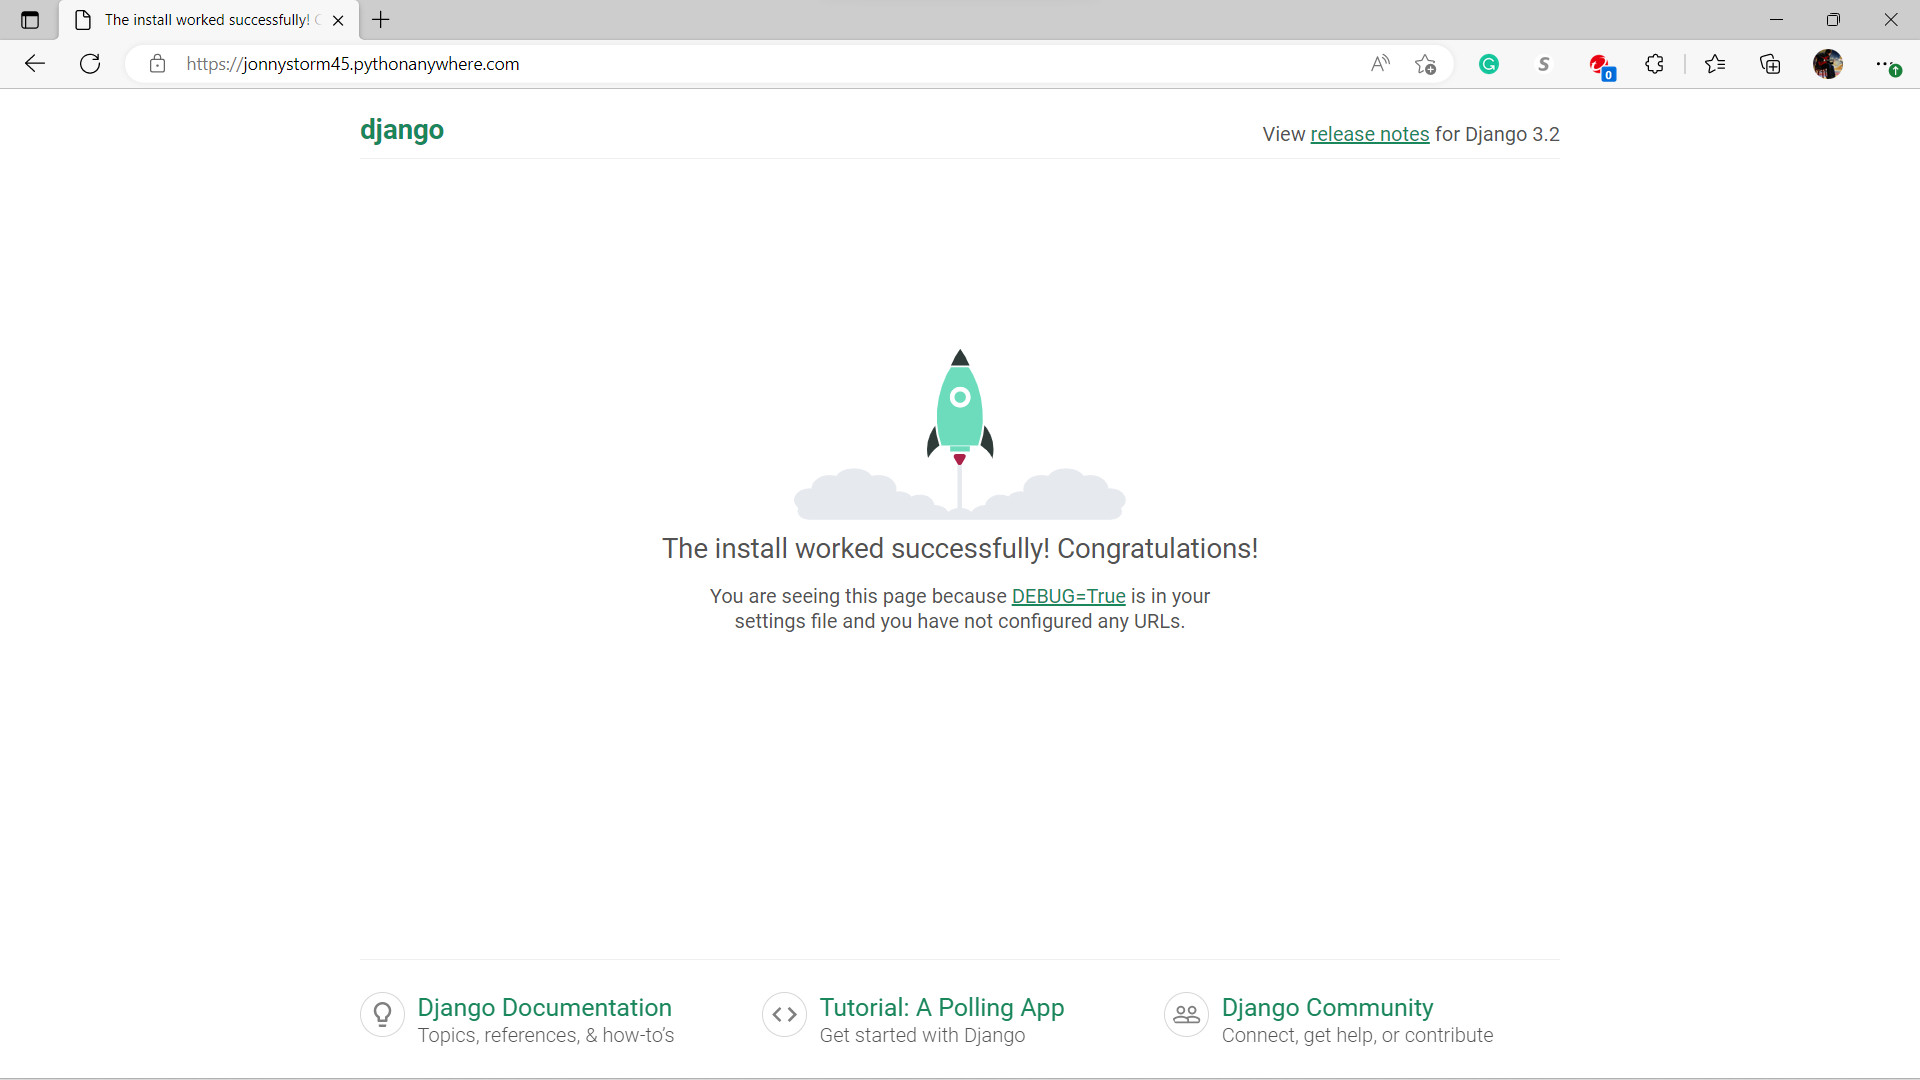 The install worked successfully!
https://jonnystorm45.pythonanywhere.com
0
django
View release notes for Django 3.2
The install worked successfully! Congratulations!
You are seeing this page because DEBUG=True is in your
settings file and you have not configured any URLs.
Django Documentation
Topics, references, & how-to’s
Tutorial: A Polling App
Get started with Django
Django Community
Connect, get help, or contribute